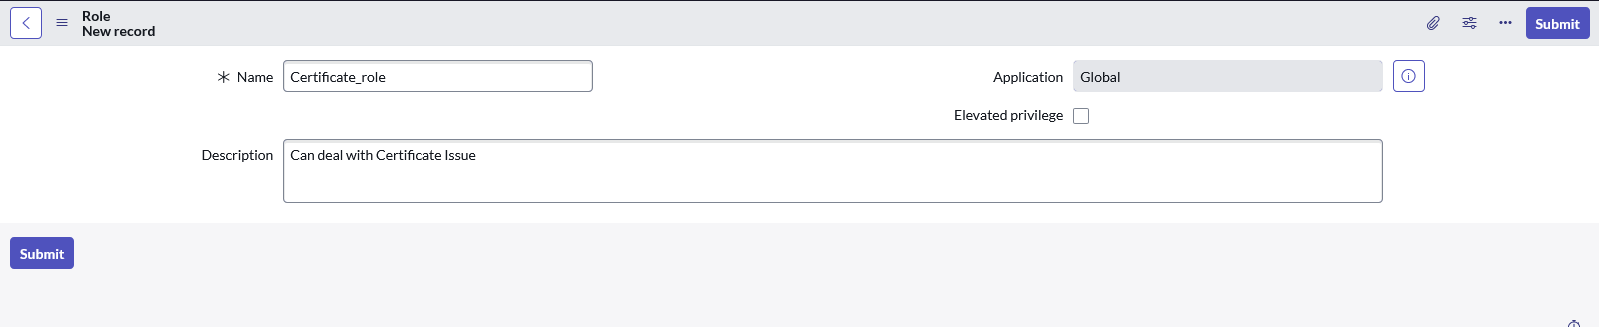 Role
New record
Submit
Name
Certificate_role
Application
Global
Elevated privilege
Description
Can deal with Certificate Issue
Submit